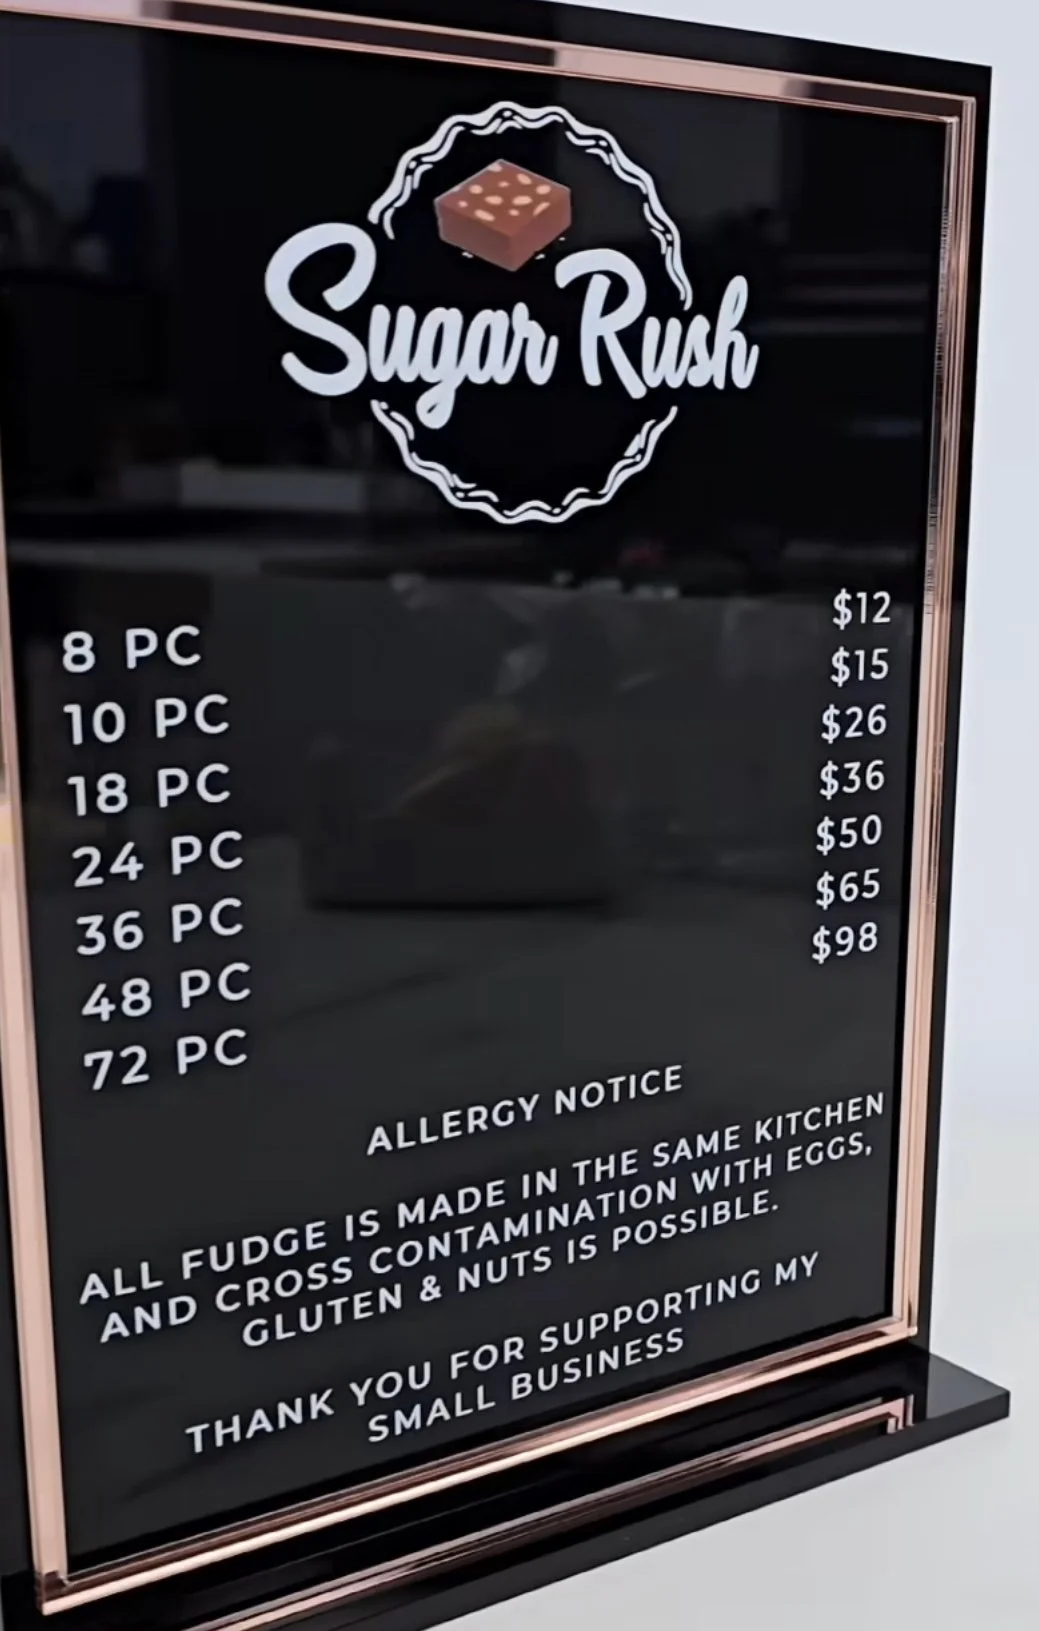 Sugar Rush
8 PC $12
10 PC $15
18 PC $26
24 PC $36
36 PC $50
48 PC $65
72 PC $98
ALLERGY NOTICE
ALL FUDGE IS MADE IN THE SAME KITCHEN
AND CROSS CONTAMINATION WITH EGGS,
GLUTEN & NUTS IS POSSIBLE.
THANK YOU FOR SUPPORTING MY
SMALL BUSINESS